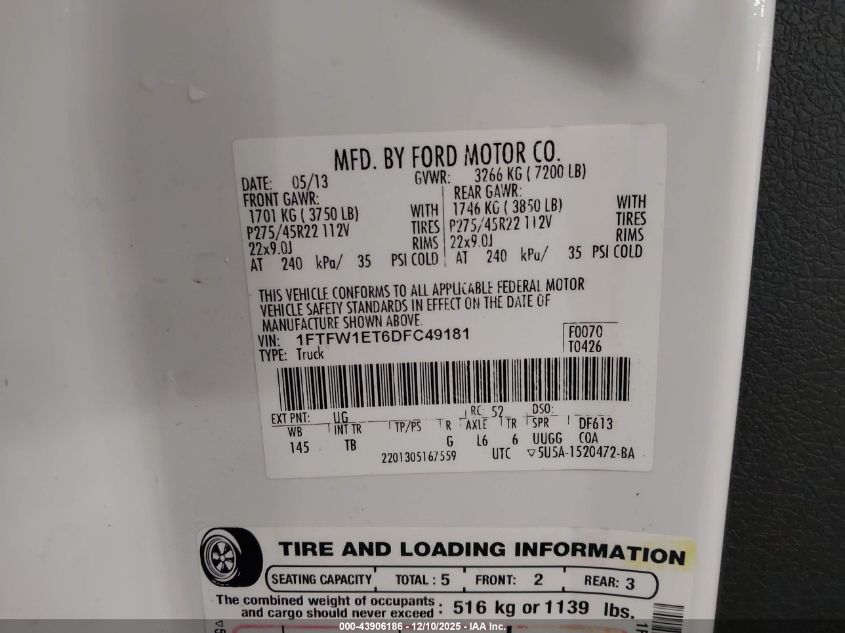 MFD. BY FORD MOTOR CO.
DATE: 05/13 GVWR: 3266 KG ( 7200 LB)
FRONT GAWR: REAR GAWR:
1701 KG ( 3750 LB) WITH 1746 KG ( 3850 LB) WITH
P275/45R22 112V TIRES P275/45R22 112V TIRES
22x9.0J RIMS 22x9.0J RIMS
AT 240 kPa/ 35 PSI COLD AT 240 kPa/ 35 PSI COLD
THIS VEHICLE CONFORMS TO ALL APPLICABLE FEDERAL MOTOR
VEHICLE SAFETY STANDARDS IN EFFECT ON THE DATE OF
MANUFACTURE SHOWN ABOVE.
VIN: 1FTFW1ET6DFC49181 F0070
TYPE: Truck T0426
EXT PNT: UG RC: 52 DSO:
WB INT TR TP/PS R AXLE TR SPR DF613
145 TB G L6 6 UUGG COA
2201305167559 UTC ▽5U5A-1520472-BA
TIRE AND LOADING INFORMATION
SEATING CAPACITY TOTAL : 5 FRONT: 2 REAR: 3
The combined weight of occupants
and cargo should never exceed : 516 kg or 1139 lbs.
000-43906186 - 12/10/2025 - IAA Inc.